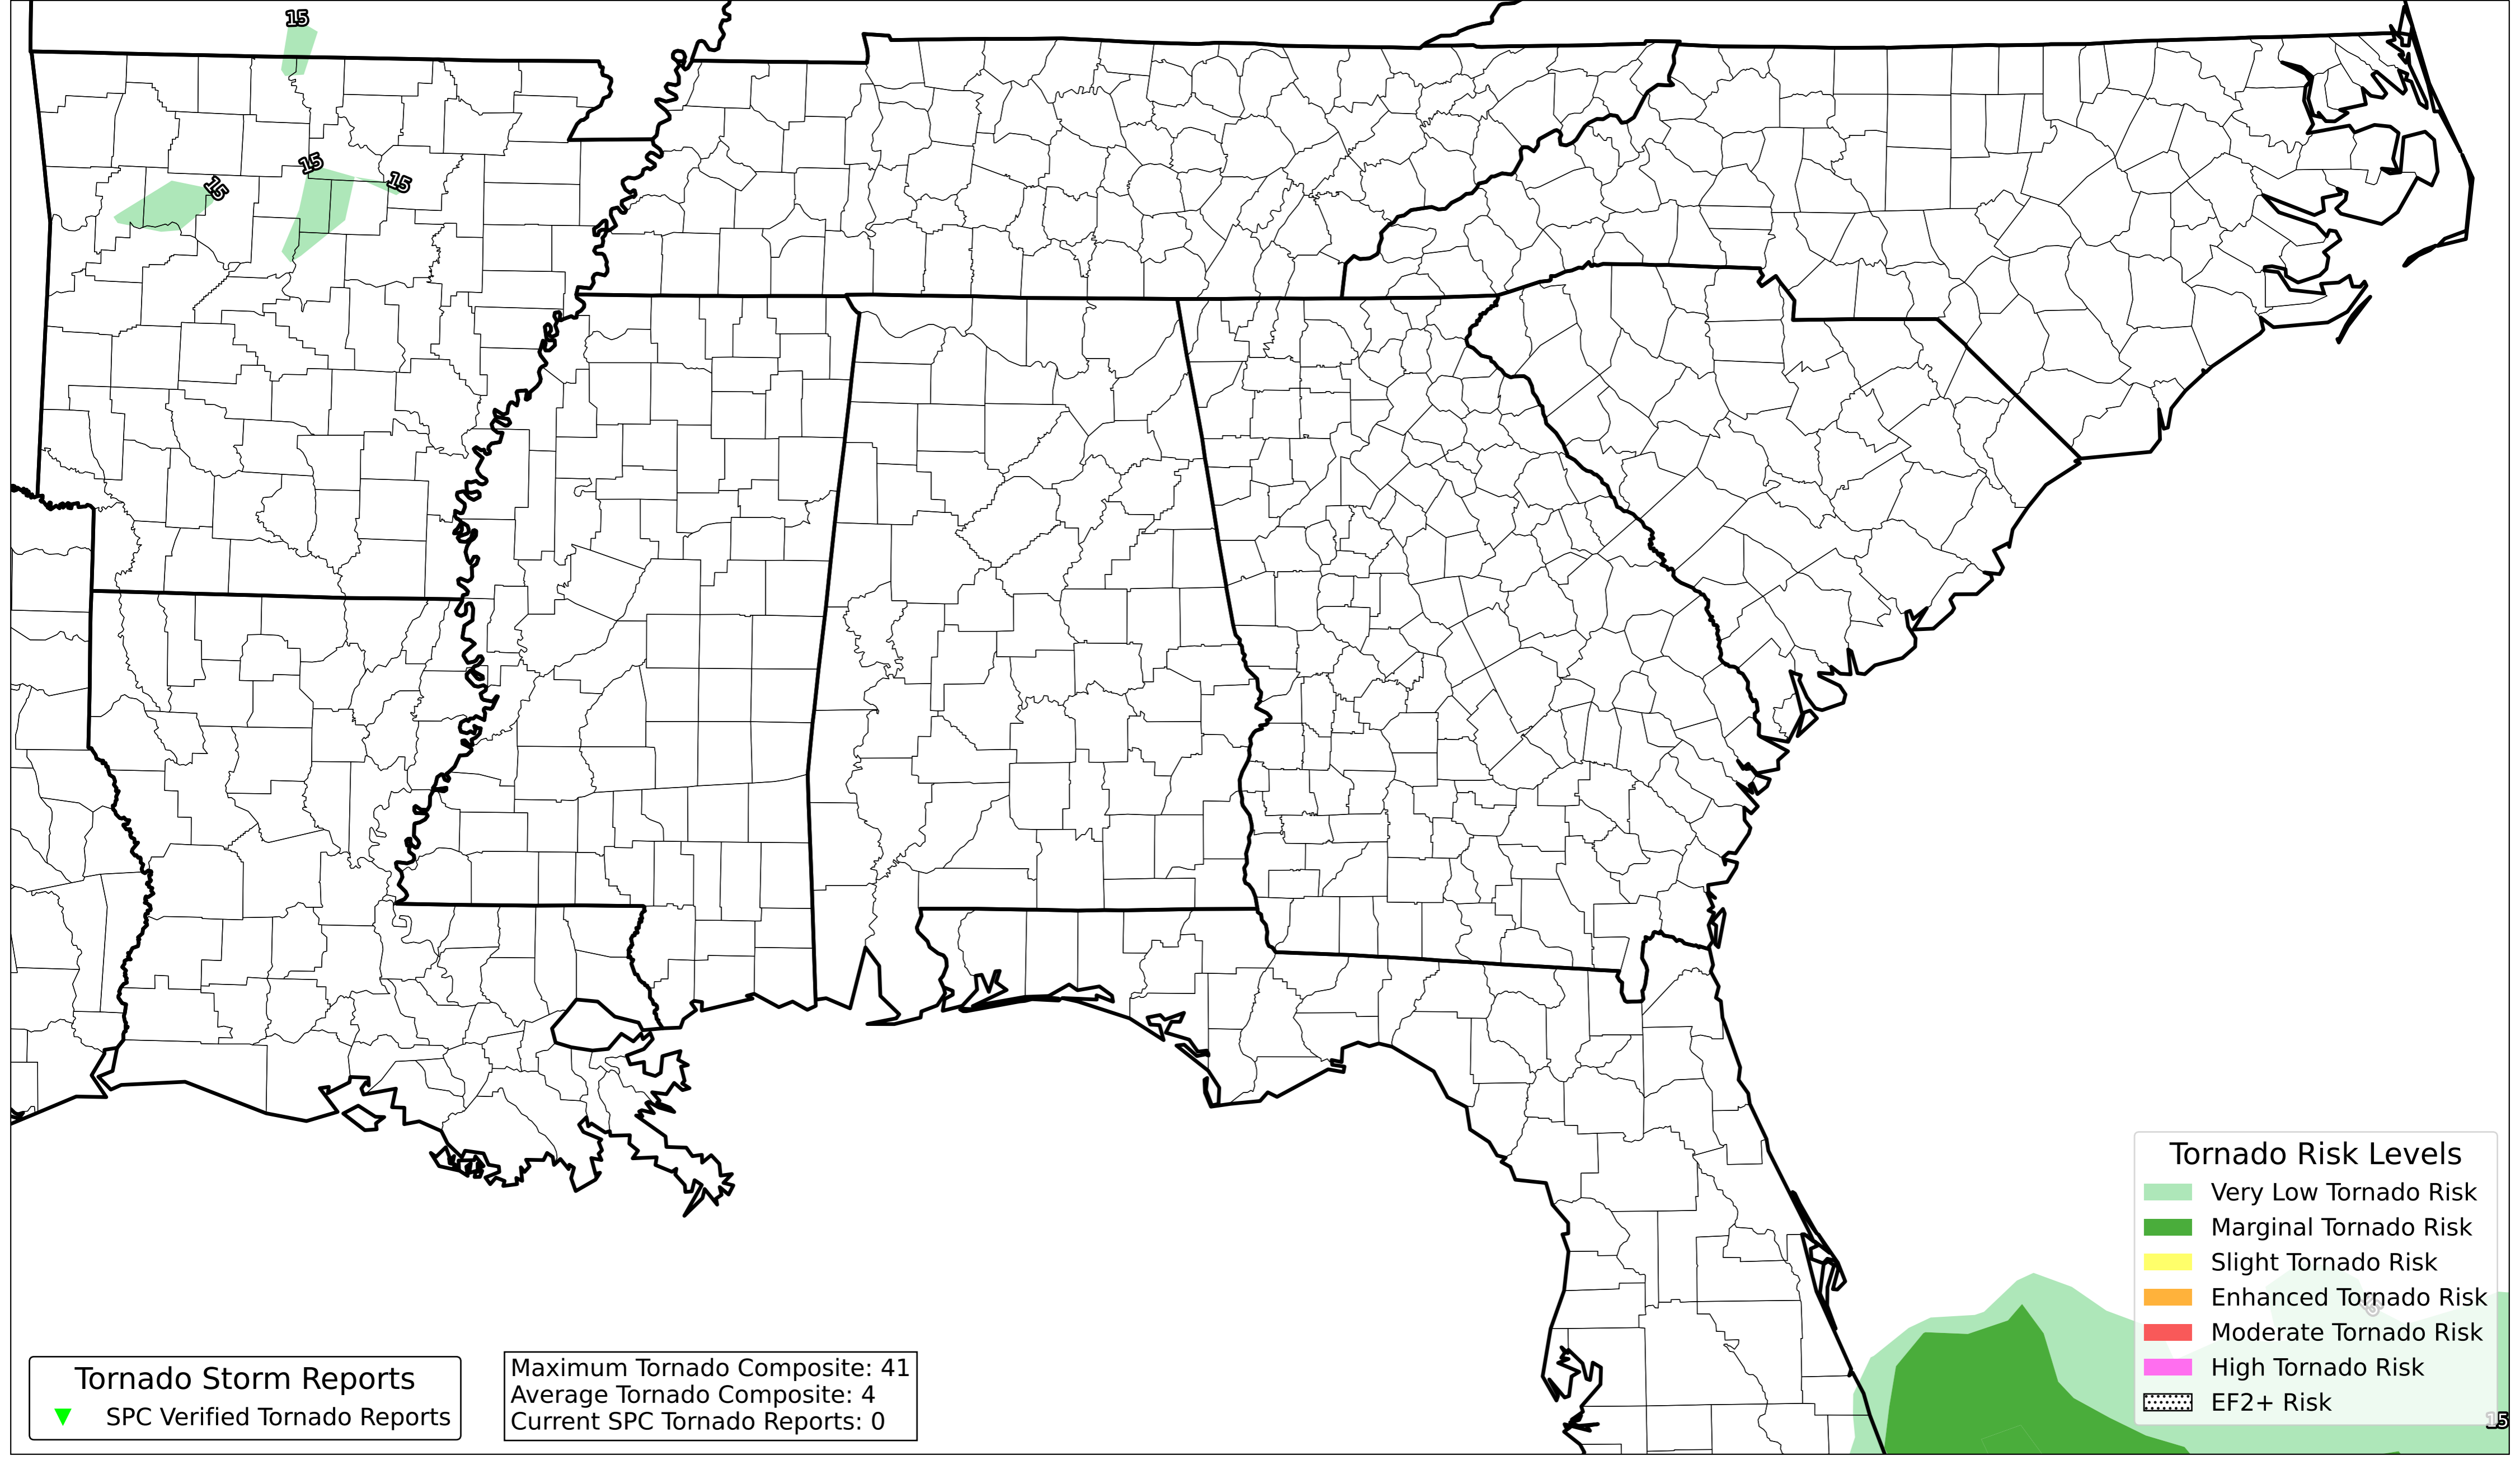 15
15
15
15
Tornado Risk Levels
Very Low Tornado Risk
Marginal Tornado Risk
Slight Tornado Risk
Enhanced Tornado Risk
Moderate Tornado Risk
High Tornado Risk
EF2+ Risk
15
Tornado Storm Reports
SPC Verified Tornado Reports
Maximum Tornado Composite: 41
Average Tornado Composite: 4
Current SPC Tornado Reports: 0